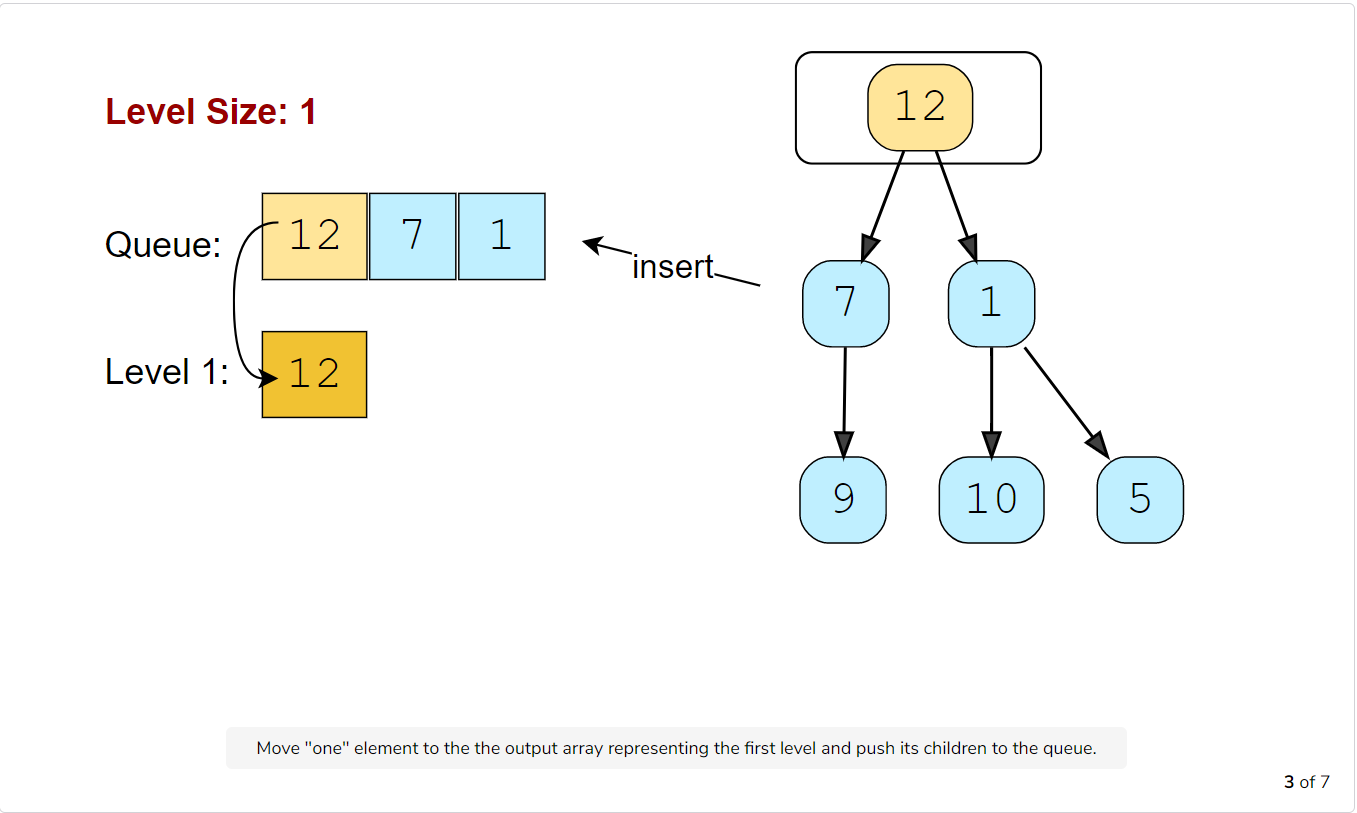 Level Size: 1
12
Queue:
12 7 1
insert
7 1
Level 1:
12
9 10 5
Move "one" element to the the output array representing the first level and push its children to the queue.
3 of 7